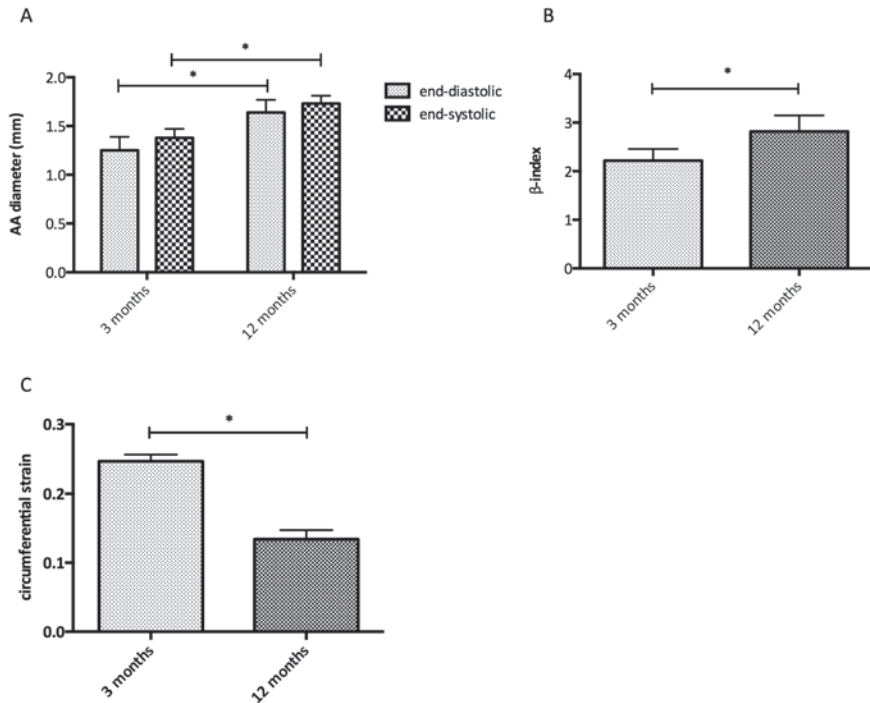 A
*
*
2.0
1.5
1.0
0.5
0.0
AA diameter (mm)
3 months
12 months
end-diastolic
end-systolic
B
*
4
3
2
1
0
β-index
3 months
12 months
C
*
0.3
0.2
0.1
0.0
circumferential strain
3 months
12 months